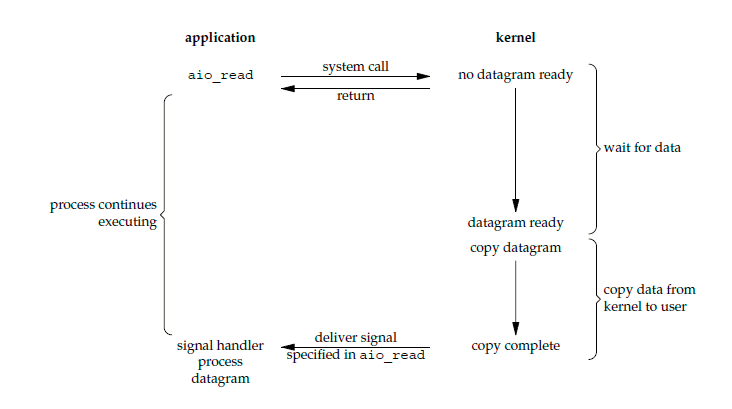 application
kernel
aio_read
system call
no datagram ready
return
wait for data
process continues
executing
datagram ready
copy datagram
copy data from
kernel to user
deliver signal
specified in aio_read
signal handler
process
datagram
copy complete